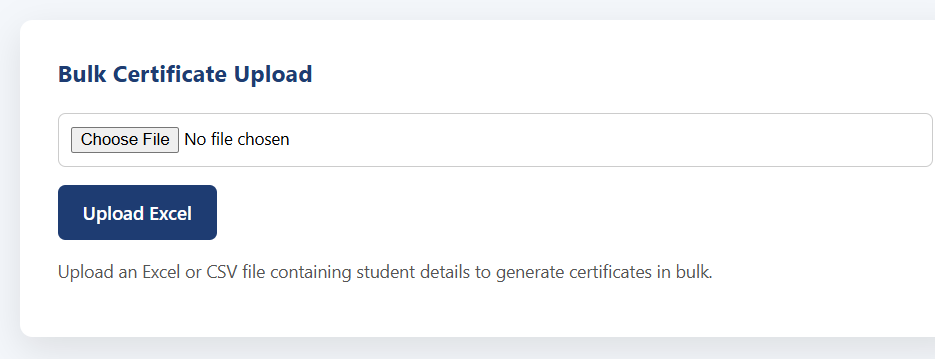 Bulk Certificate Upload
Choose File No file chosen
Upload Excel
Upload an Excel or CSV file containing student details to generate certificates in bulk.